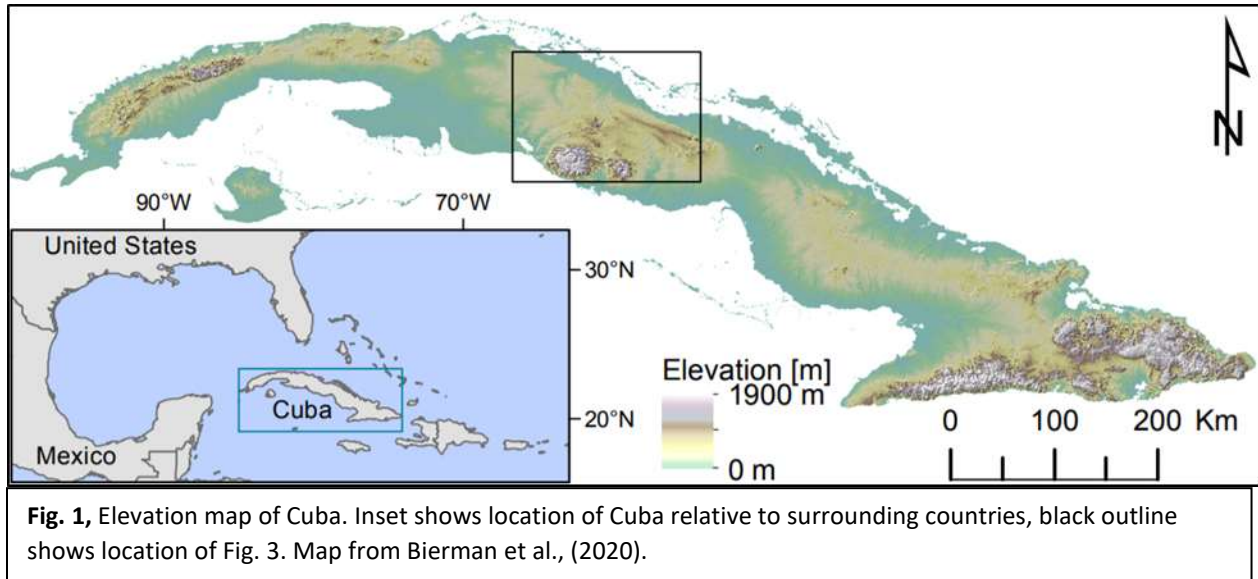 N
90°W
70°W
United States
30°N
Cuba
20°N
Mexico
Elevation [m]
1900 m
0 m
0 100 200 Km
Fig. 1, Elevation map of Cuba. Inset shows location of Cuba relative to surrounding countries, black outline
shows location of Fig. 3. Map from Bierman et al., (2020).